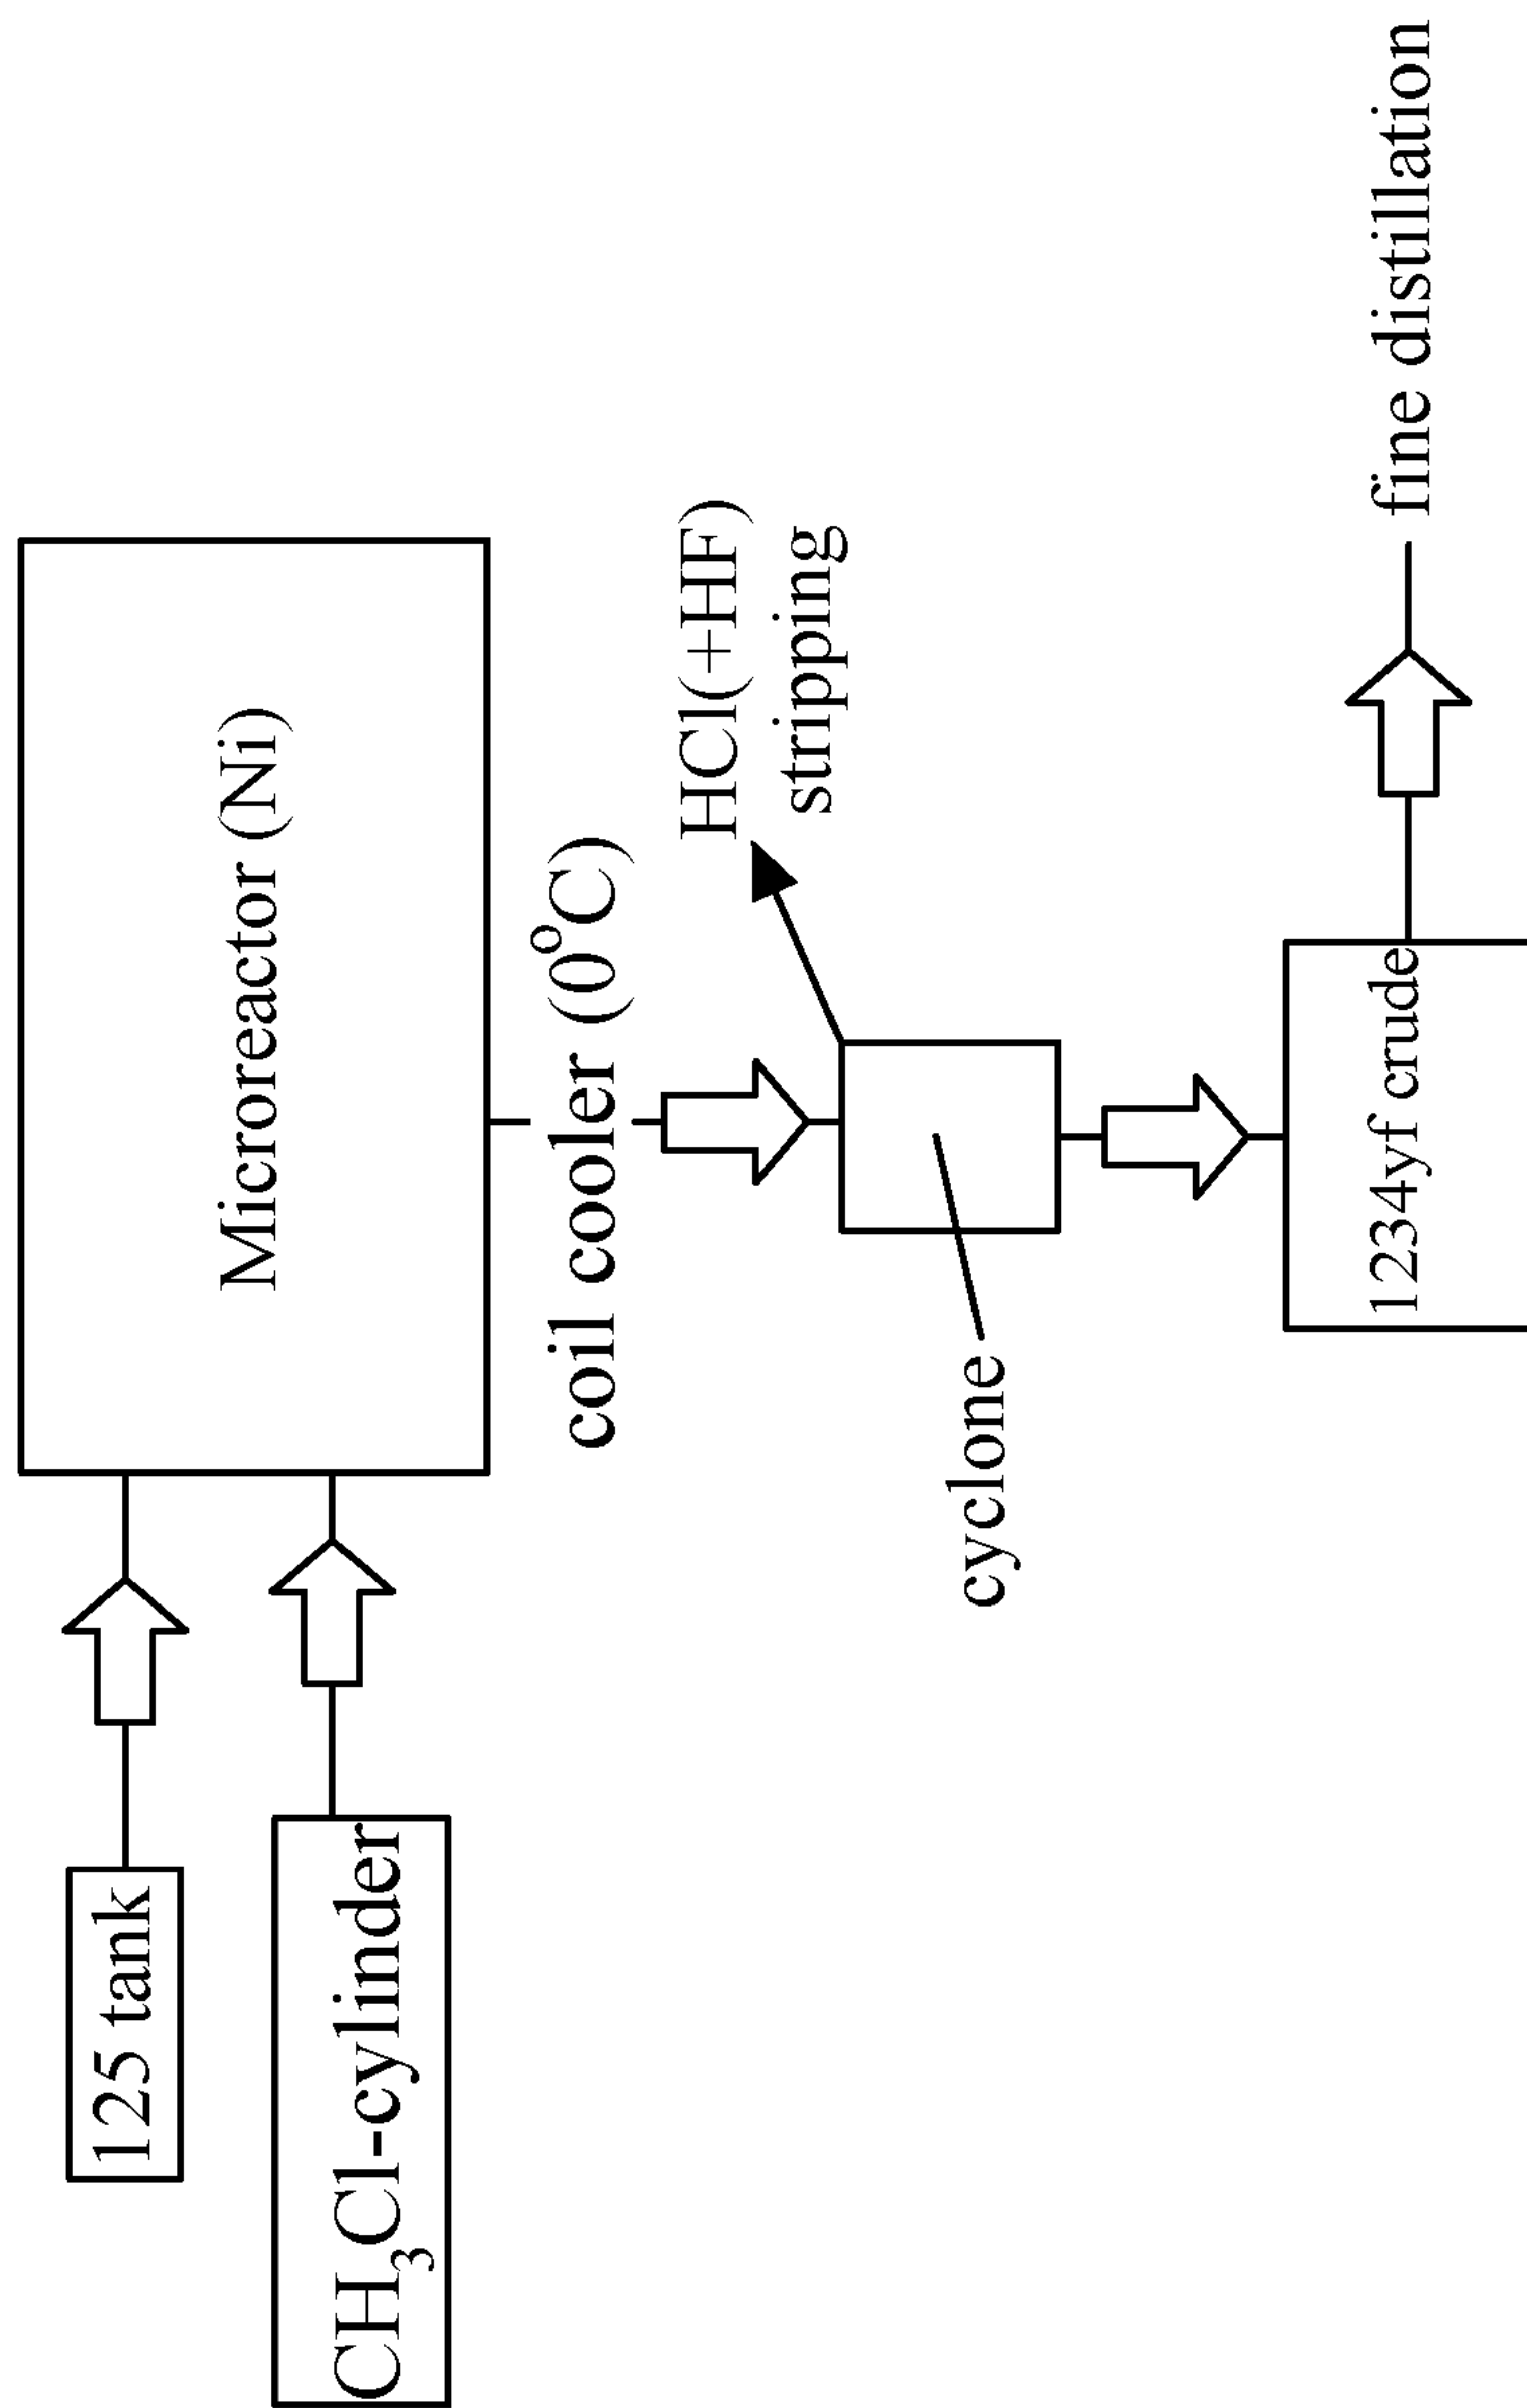 125 tank
CH3Cl-cylinder
Microreactor (Ni)
coil cooler (0°C)
HCl(+HF)
stripping
cyclone
1234yf crude
fine distillation